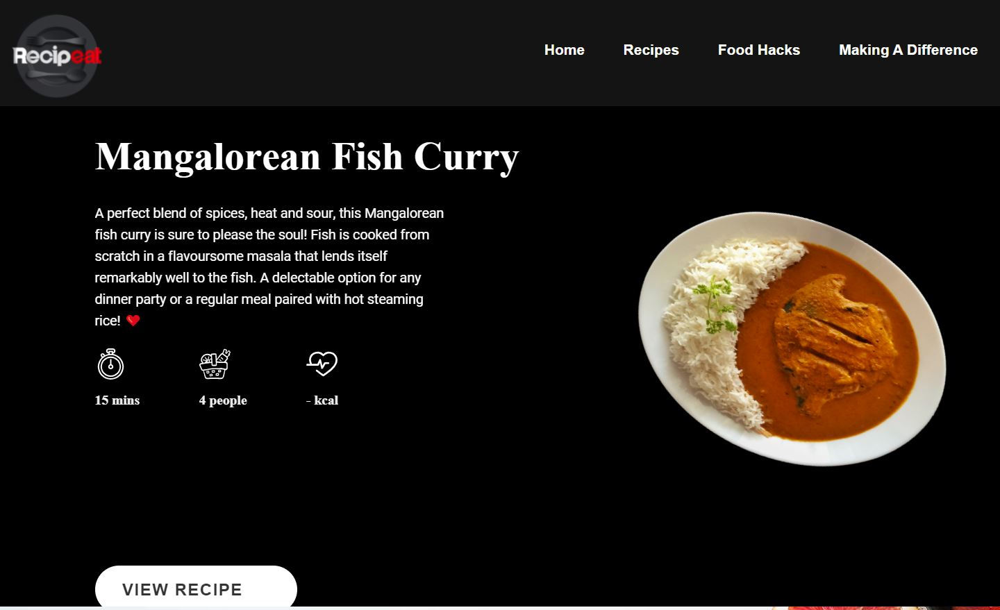 Recipeat
Home
Recipes
Food Hacks
Making A Difference
Mangalorean Fish Curry
A perfect blend of spices, heat and sour, this Mangalorean
fish curry is sure to please the soul! Fish is cooked from
scratch in a flavoursome masala that lends itself
remarkably well to the fish. A delectable option for any
dinner party or a regular meal paired with hot steaming
rice! ❤
15 mins
4 people
- kcal
VIEW RECIPE